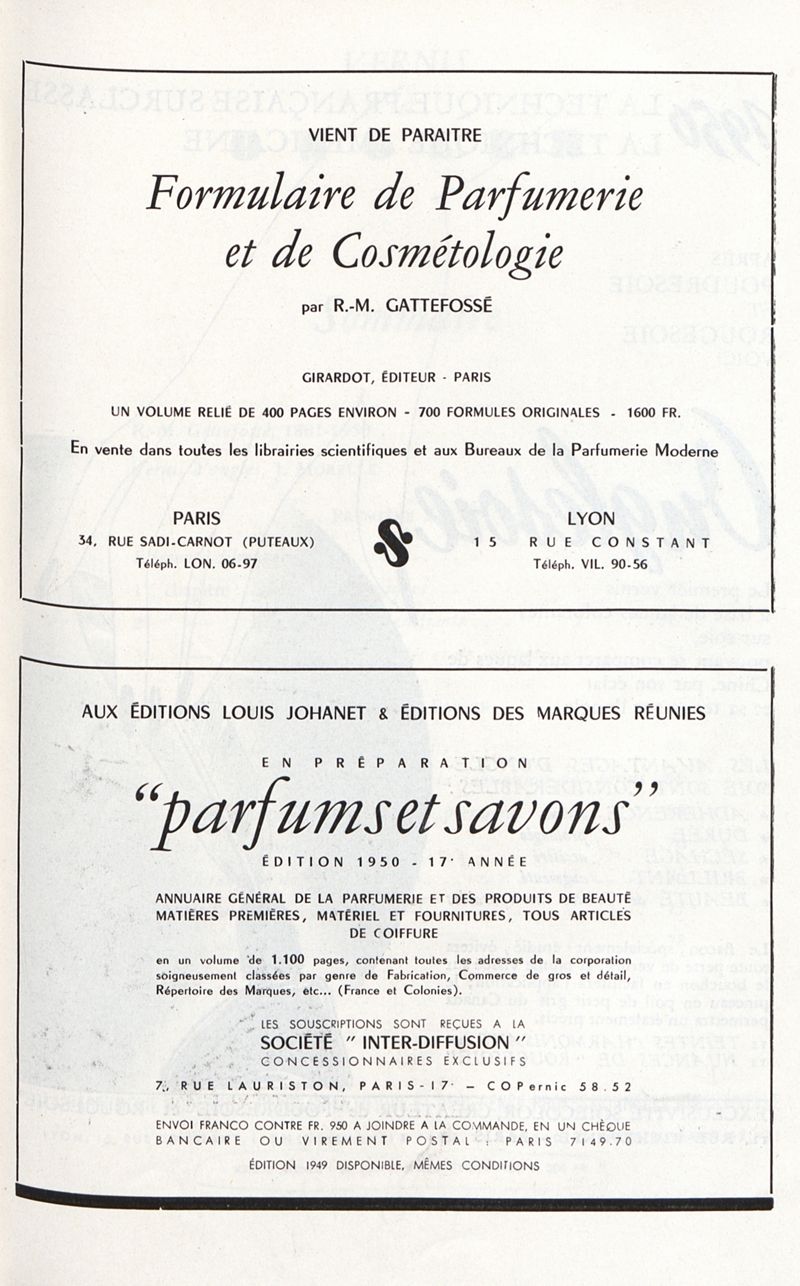 VIENT DE PARAITRE
Formulaire de Parfumerie
et de Cosmétologie
par R.-M. GATTEFOSSÉ
GIRARDOT, ÉDITEUR - PARIS
UN VOLUME RELIÉ DE 400 PAGES ENVIRON - 700 FORMULES ORIGINALES - 1600 FR.
En vente dans toutes les librairies scientifiques et aux Bureaux de la Parfumerie Moderne
PARIS
34, RUE SADI-CARNOT (PUTEAUX)
Téléph. LON. 06-97
LYON
15 RUE CONSTANT
Téléph. VIL. 90-56
AUX ÉDITIONS LOUIS JOHANET & ÉDITIONS DES MARQUES RÉUNIES
EN PRÉPARATION
“parfums et savons”
ÉDITION 1950 - 17· ANNÉE
ANNUAIRE GÉNÉRAL DE LA PARFUMERIE ET DES PRODUITS DE BEAUTÉ
MATIÈRES PREMIÈRES, MATÉRIEL ET FOURNITURES, TOUS ARTICLES
DE COIFFURE
en un volume de 1.100 pages, contenant toutes les adresses de la corporation
soigneusement classées par genre de Fabrication, Commerce de gros et détail,
Répertoire des Marques, etc... (France et Colonies).
LES SOUSCRIPTIONS SONT REÇUES A LA
SOCIÉTÉ " INTER-DIFFUSION "
CONCESSIONNAIRES EXCLUSIFS
7, RUE LAURISTON, PARIS-17· — COPernic 58.52
ENVOI FRANCO CONTRE FR. 950 A JOINDRE A LA COMMANDE, EN UN CHÈQUE
BANCAIRE OU VIREMENT POSTAL : PARIS 7149.70
ÉDITION 1949 DISPONIBLE, MÊMES CONDITIONS